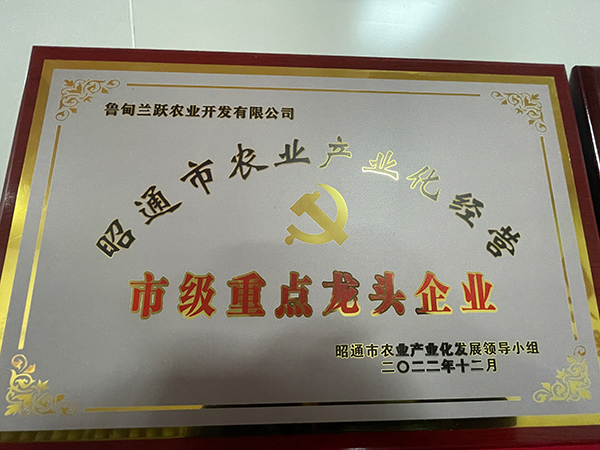 鲁甸兰跃农业开发有限公司
昭通市农业产业化经营
市级重点龙头企业
昭通市农业产业化发展领导小组
二〇二二年十二月